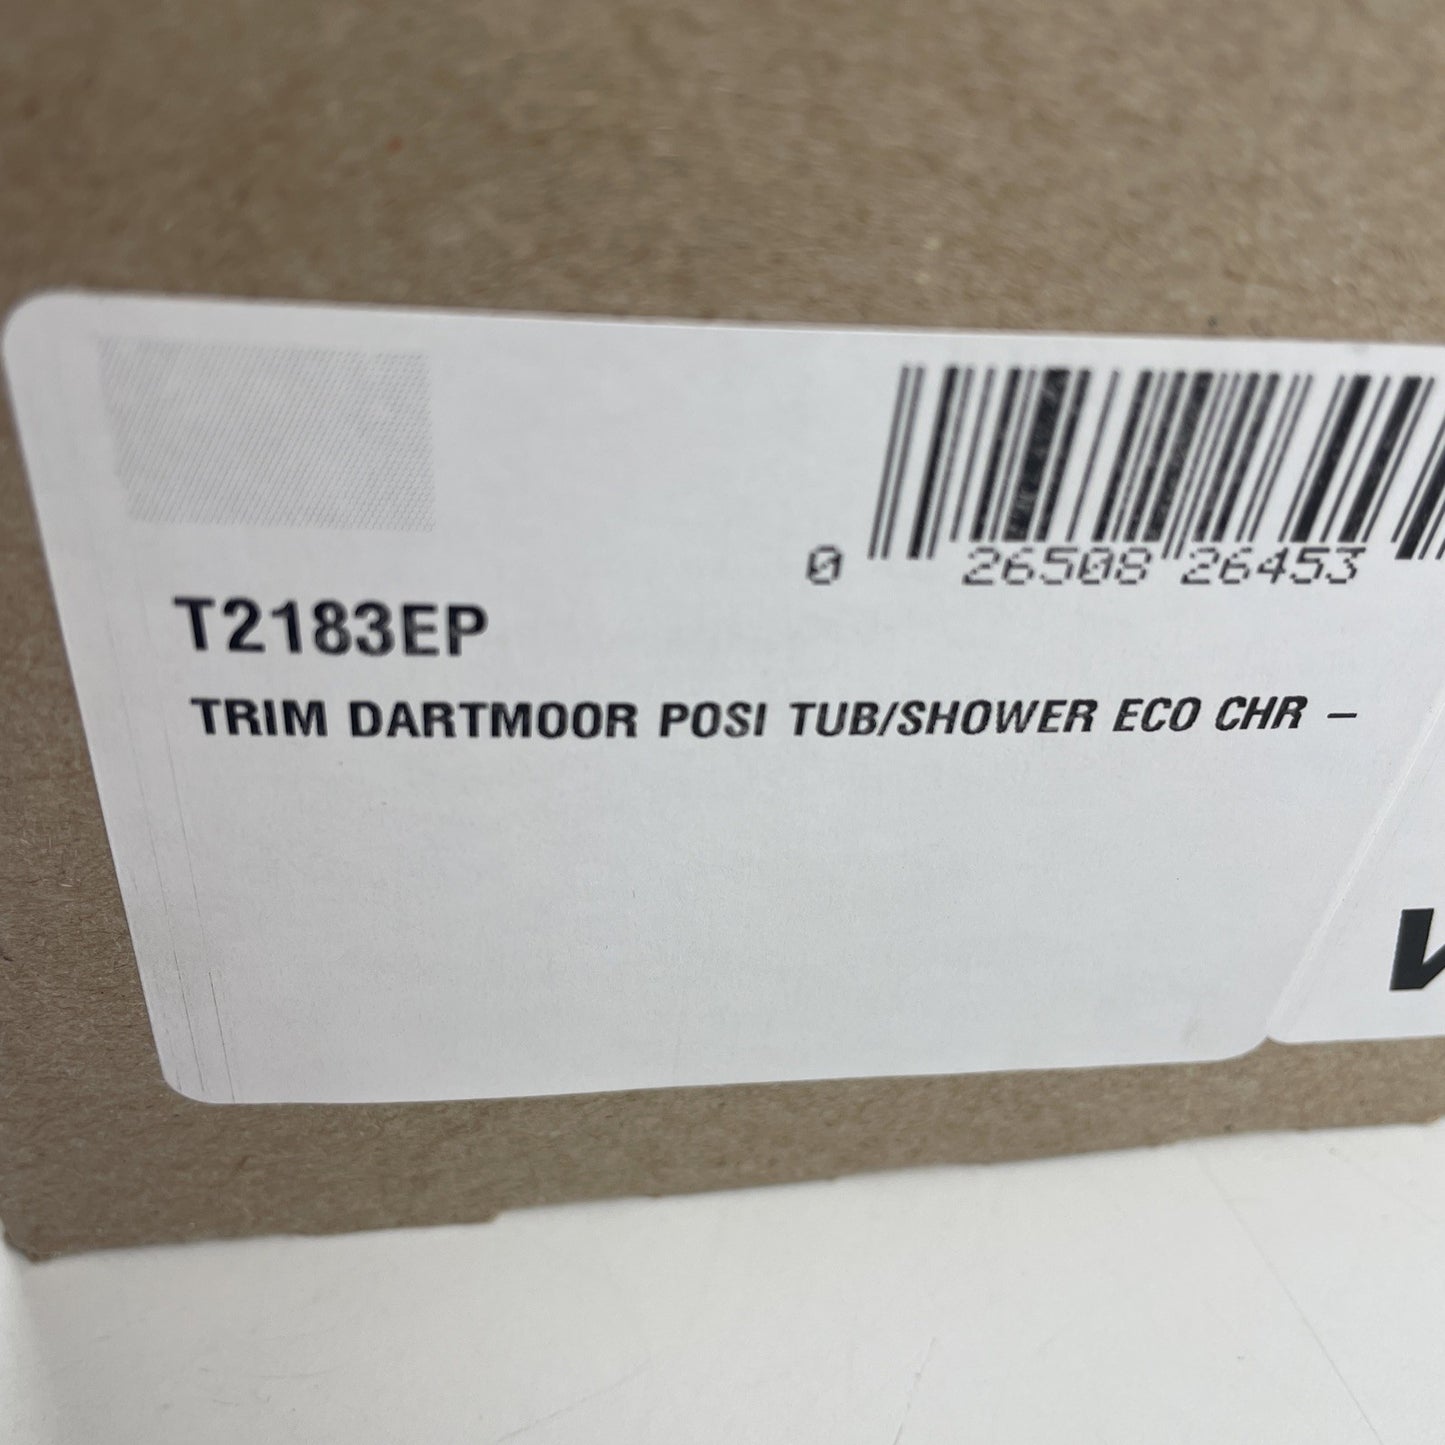 0 26508 26453
T2183EP
TRIM DARTMOOR POSI TUB/SHOWER ECO CHR –